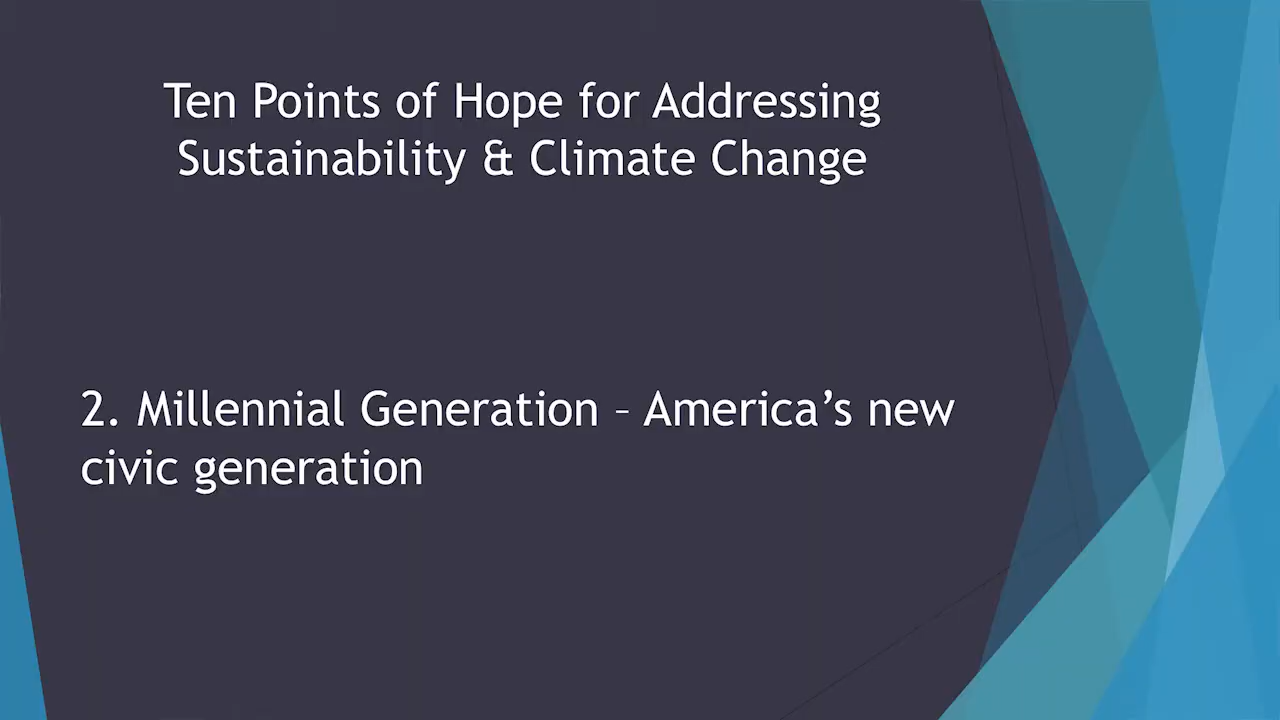 Ten Points of Hope for Addressing
Sustainability & Climate Change
2. Millennial Generation – America’s new
civic generation